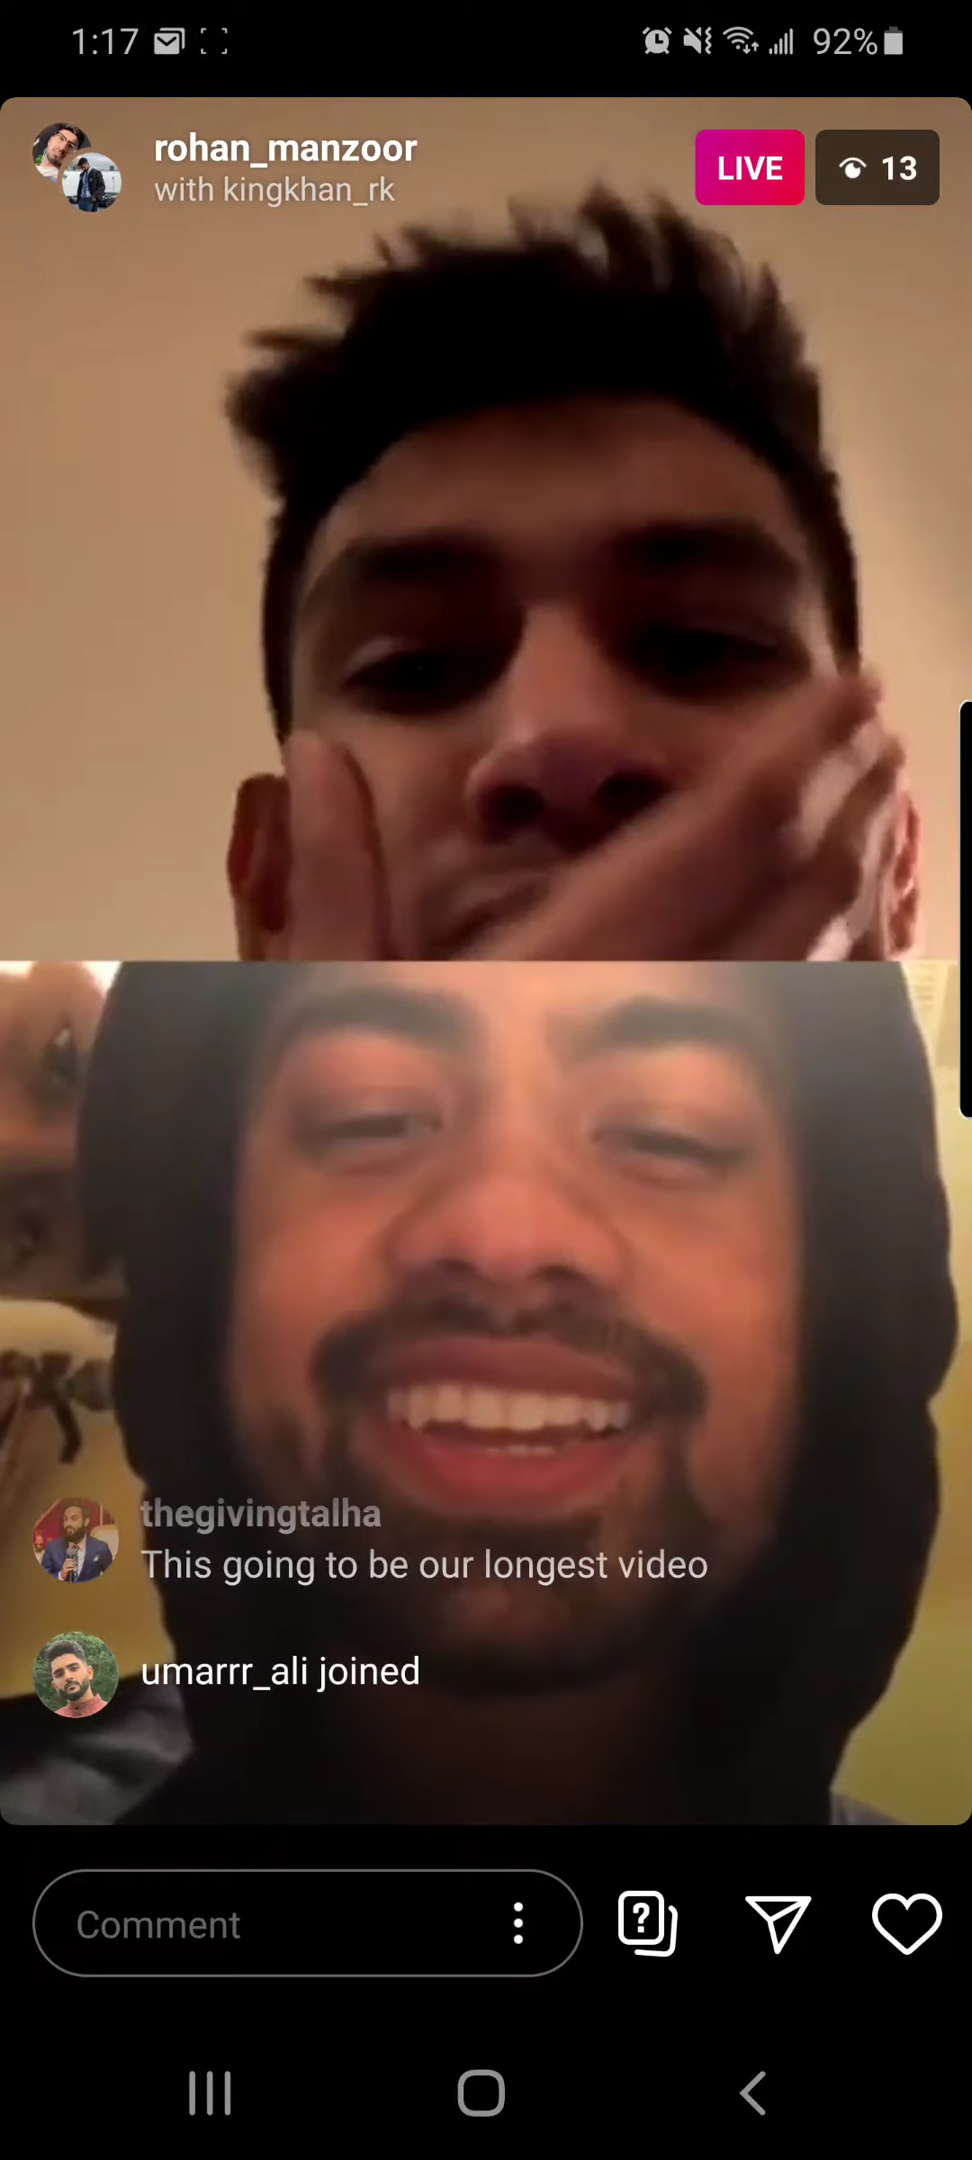 1:17
92%
rohan_manzoor
with kingkhan_rk
LIVE
13
thegivingtalha
This going to be our longest video
umarrr_ali joined
Comment